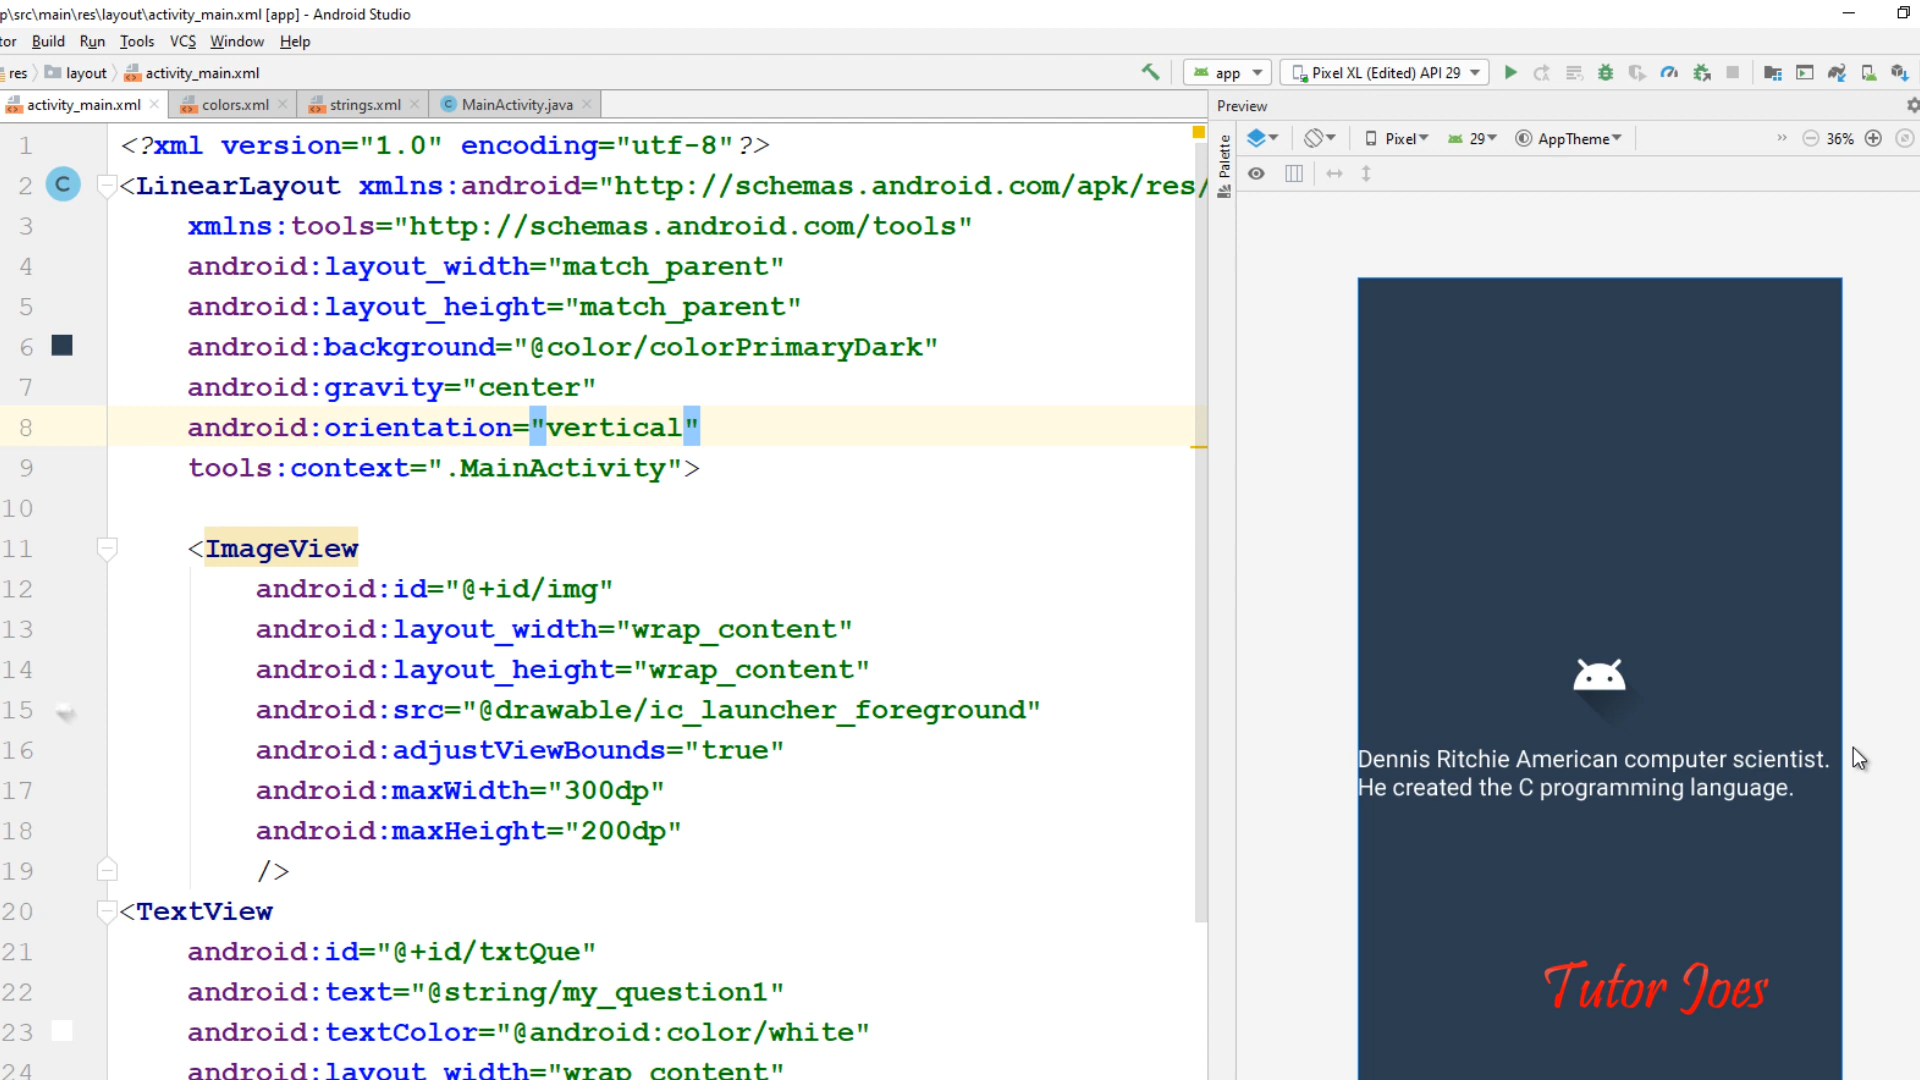 p\src\main\res\layout\activity_main.xml [app] - Android Studio
tor Build Run Tools VCS Window Help
res layout activity_main.xml app Pixel XL (Edited) API 29
activity_main.xml colors.xml strings.xml MainActivity.java Preview
Palette
Pixel 29 AppTheme » 36%
1 <?xml version="1.0" encoding="utf-8"?>
2 C <LinearLayout xmlns:android="http://schemas.android.com/apk/res/
3 xmlns:tools="http://schemas.android.com/tools"
4 android:layout_width="match_parent"
5 android:layout_height="match_parent"
6 android:background="@color/colorPrimaryDark"
7 android:gravity="center"
8 android:orientation="vertical"
9 tools:context=".MainActivity">
10
11 <ImageView
12 android:id="@+id/img"
13 android:layout_width="wrap_content"
14 android:layout_height="wrap_content"
15 android:src="@drawable/ic_launcher_foreground"
16 android:adjustViewBounds="true"
17 android:maxWidth="300dp"
18 android:maxHeight="200dp"
19 />
20 <TextView
21 android:id="@+id/txtQue"
22 android:text="@string/my_question1"
23 android:textColor="@android:color/white"
24 android:layout_width="wrap_content"
Dennis Ritchie American computer scientist.
He created the C programming language.
Tutor Joes